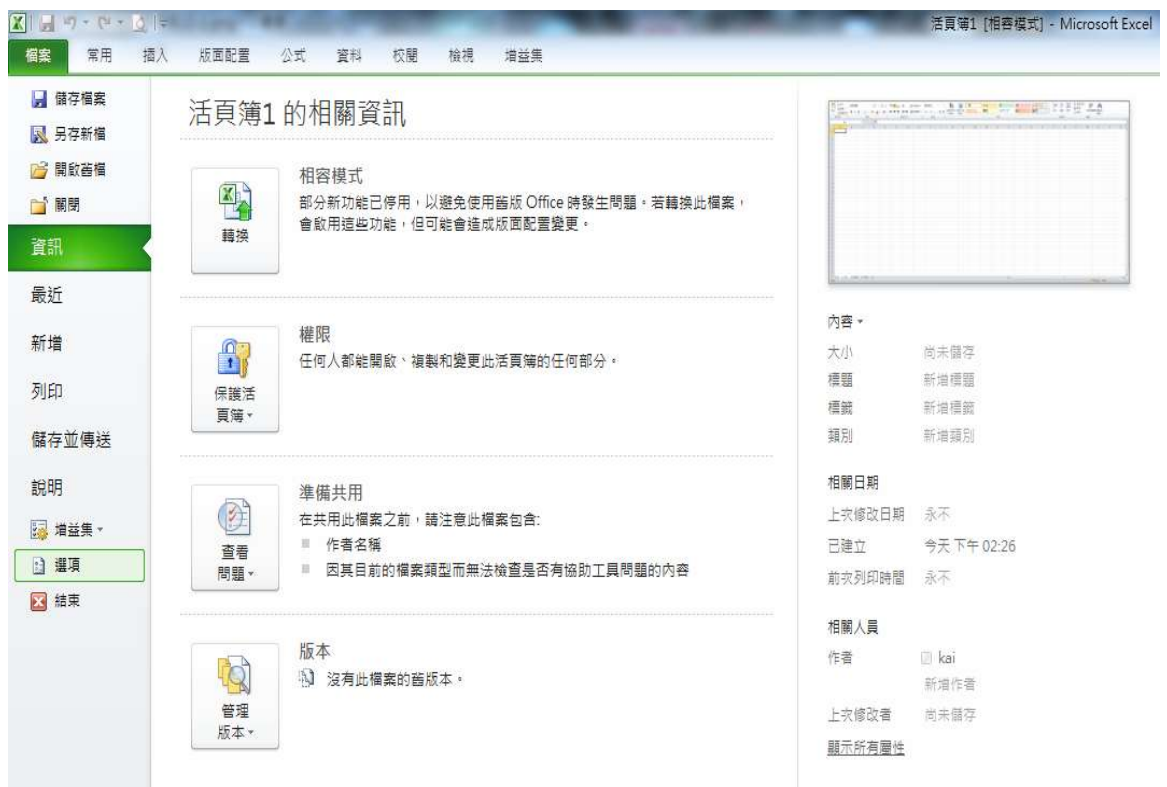 活頁簿1 [相容模式] - Microsoft Excel
檔案 常用 插入 版面配置 公式 資料 校閱 檢視 增益集
儲存檔案
另存新檔
開啟舊檔
關閉
資訊
最近
新增
列印
儲存並傳送
說明
增益集
選項
結束
活頁簿1 的相關資訊
轉換
相容模式
部分新功能已停用，以避免使用舊版 Office 時發生問題。若轉換此檔案，
會啟用這些功能，但可能會造成版面配置變更。
保護活
頁簿
權限
任何人都能開啟、複製和變更此活頁簿的任何部分。
查看
問題
準備共用
在共用此檔案之前，請注意此檔案包含:
作者名稱
因其目前的檔案類型而無法檢查是否有協助工具問題的內容
管理
版本
版本
沒有此檔案的舊版本。
內容
大小 尚未儲存
標題 新增標題
標籤 新增標籤
類別 新增類別
相關日期
上次修改日期 永不
已建立 今天 下午 02:26
前次列印時間 永不
相關人員
作者 kai
新增作者
上次修改者 尚未儲存
顯示所有屬性